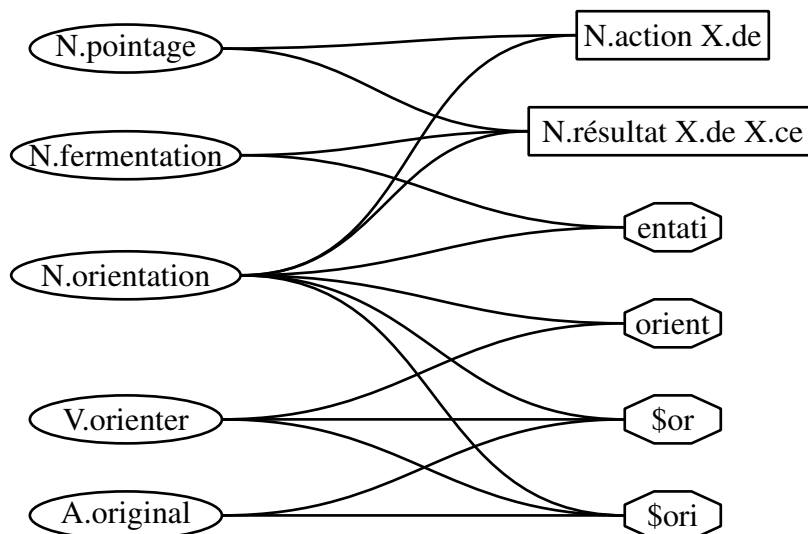 N.pointage
N.action X.de
N.résultat X.de X.ce
N.fermentation
entati
N.orientation
orient
V.orienter
$or
A.original
$ori